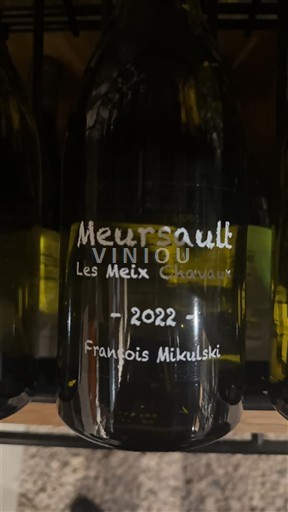 Meursault
VINIOU
Les Meix Chavaux
- 2022 -
François Mikulski